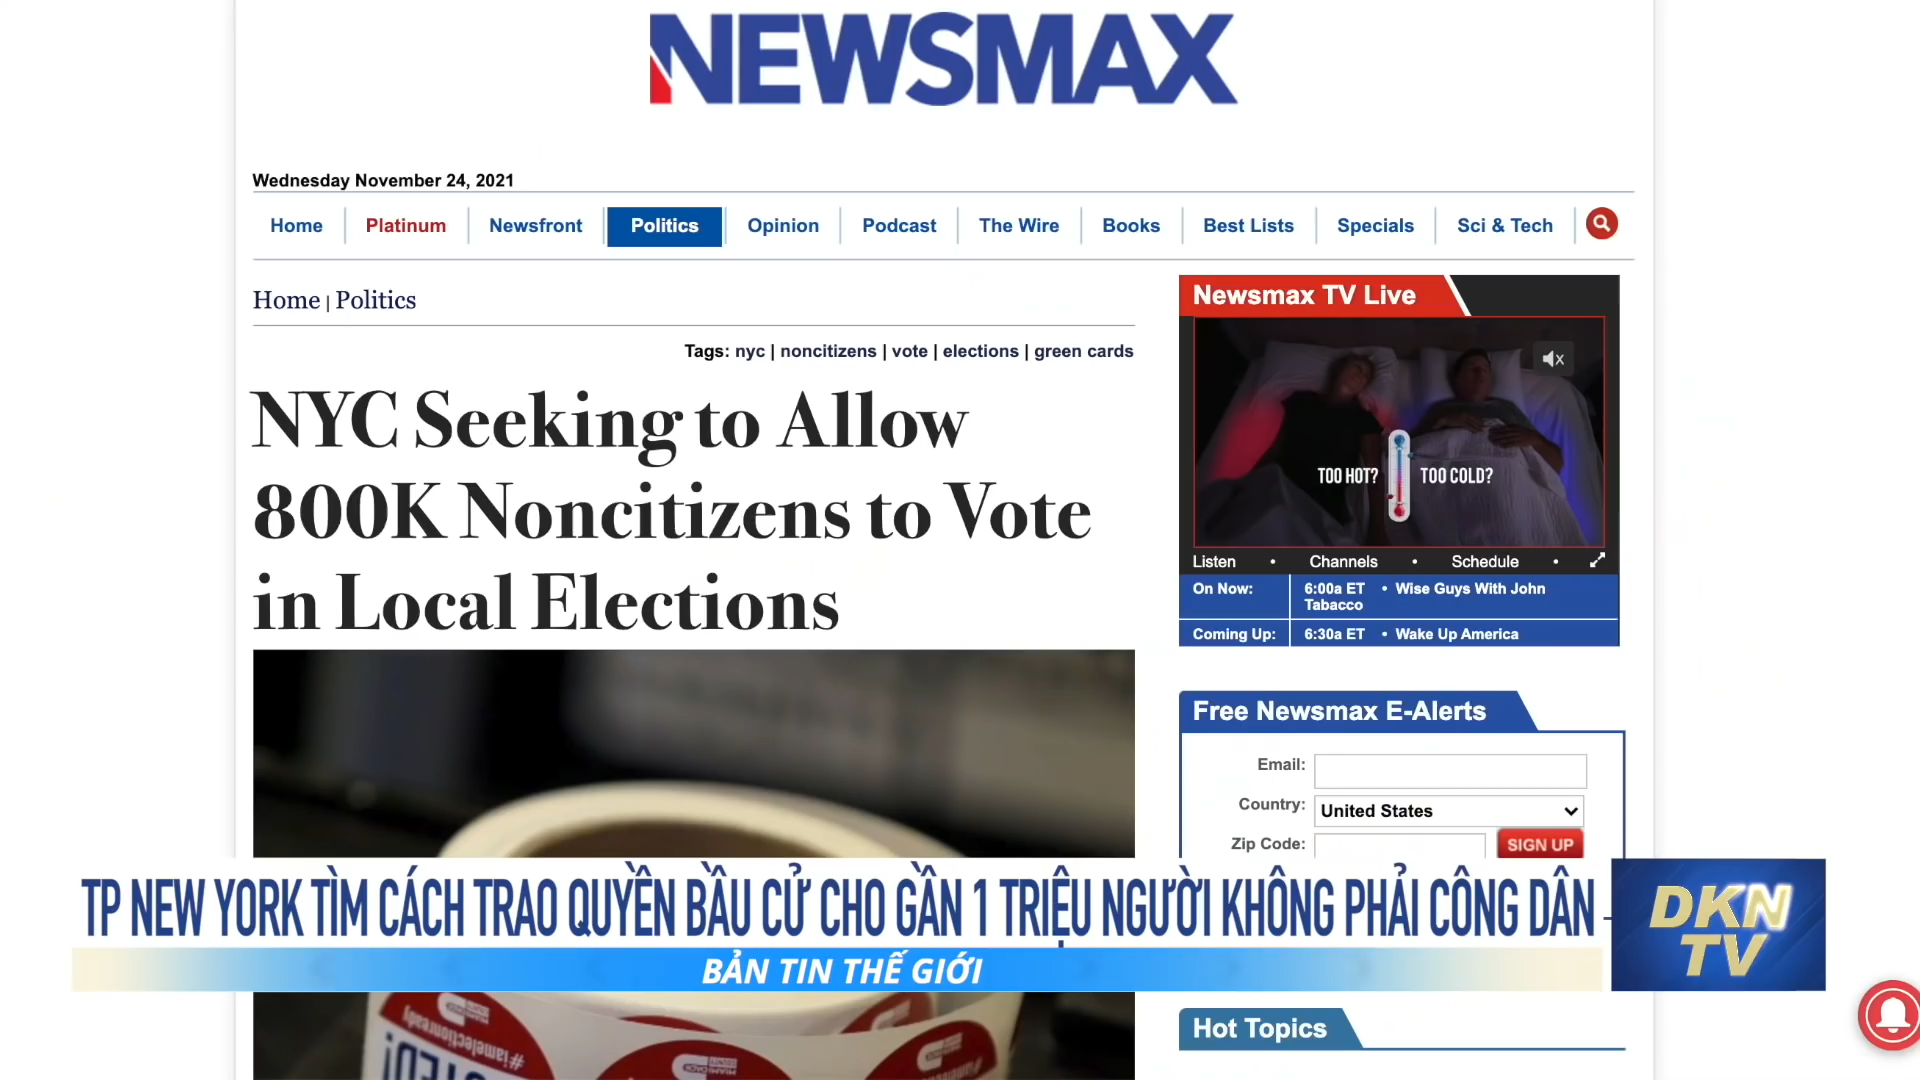 NEWSMAX
Wednesday November 24, 2021
Home
Platinum
Newsfront
Politics
Opinion
Podcast
The Wire
Books
Best Lists
Specials
Sci & Tech
Home | Politics
Tags: nyc | noncitizens | vote | elections | green cards
NYC Seeking to Allow
800K Noncitizens to Vote
in Local Elections
Newsmax TV Live
TOO HOT?
TOO COLD?
Listen • Channels • Schedule •
On Now: 6:00a ET • Wise Guys With John
Tabacco
Coming Up: 6:30a ET • Wake Up America
Free Newsmax E-Alerts
Email:
Country: United States
Zip Code:
SIGN UP
TP NEW YORK TÌM CÁCH TRAO QUYỀN BẦU CỬ CHO GẦN 1 TRIỆU NGƯỜI KHÔNG PHẢI CÔNG DÂN
BẢN TIN THẾ GIỚI
DKN
TV
Hot Topics
#iamelectionready